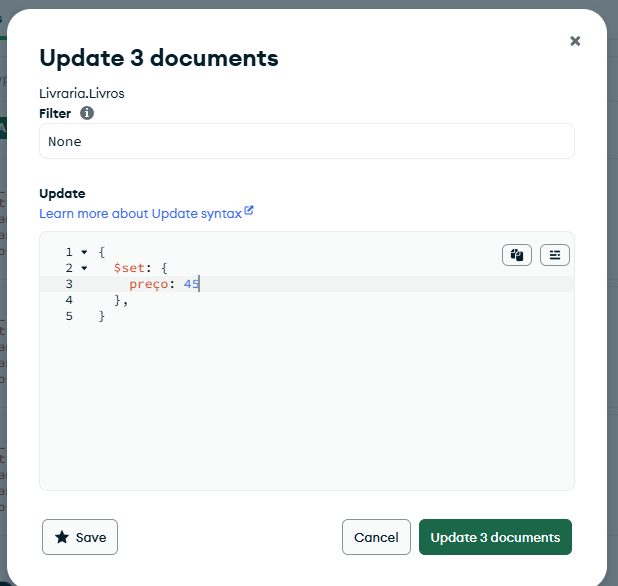 Update 3 documents
Livraria.Livros
Filter
None
Update
Learn more about Update syntax
1 {
2 $set: {
3 preço: 45
4 },
5 }
Save
Cancel
Update 3 documents